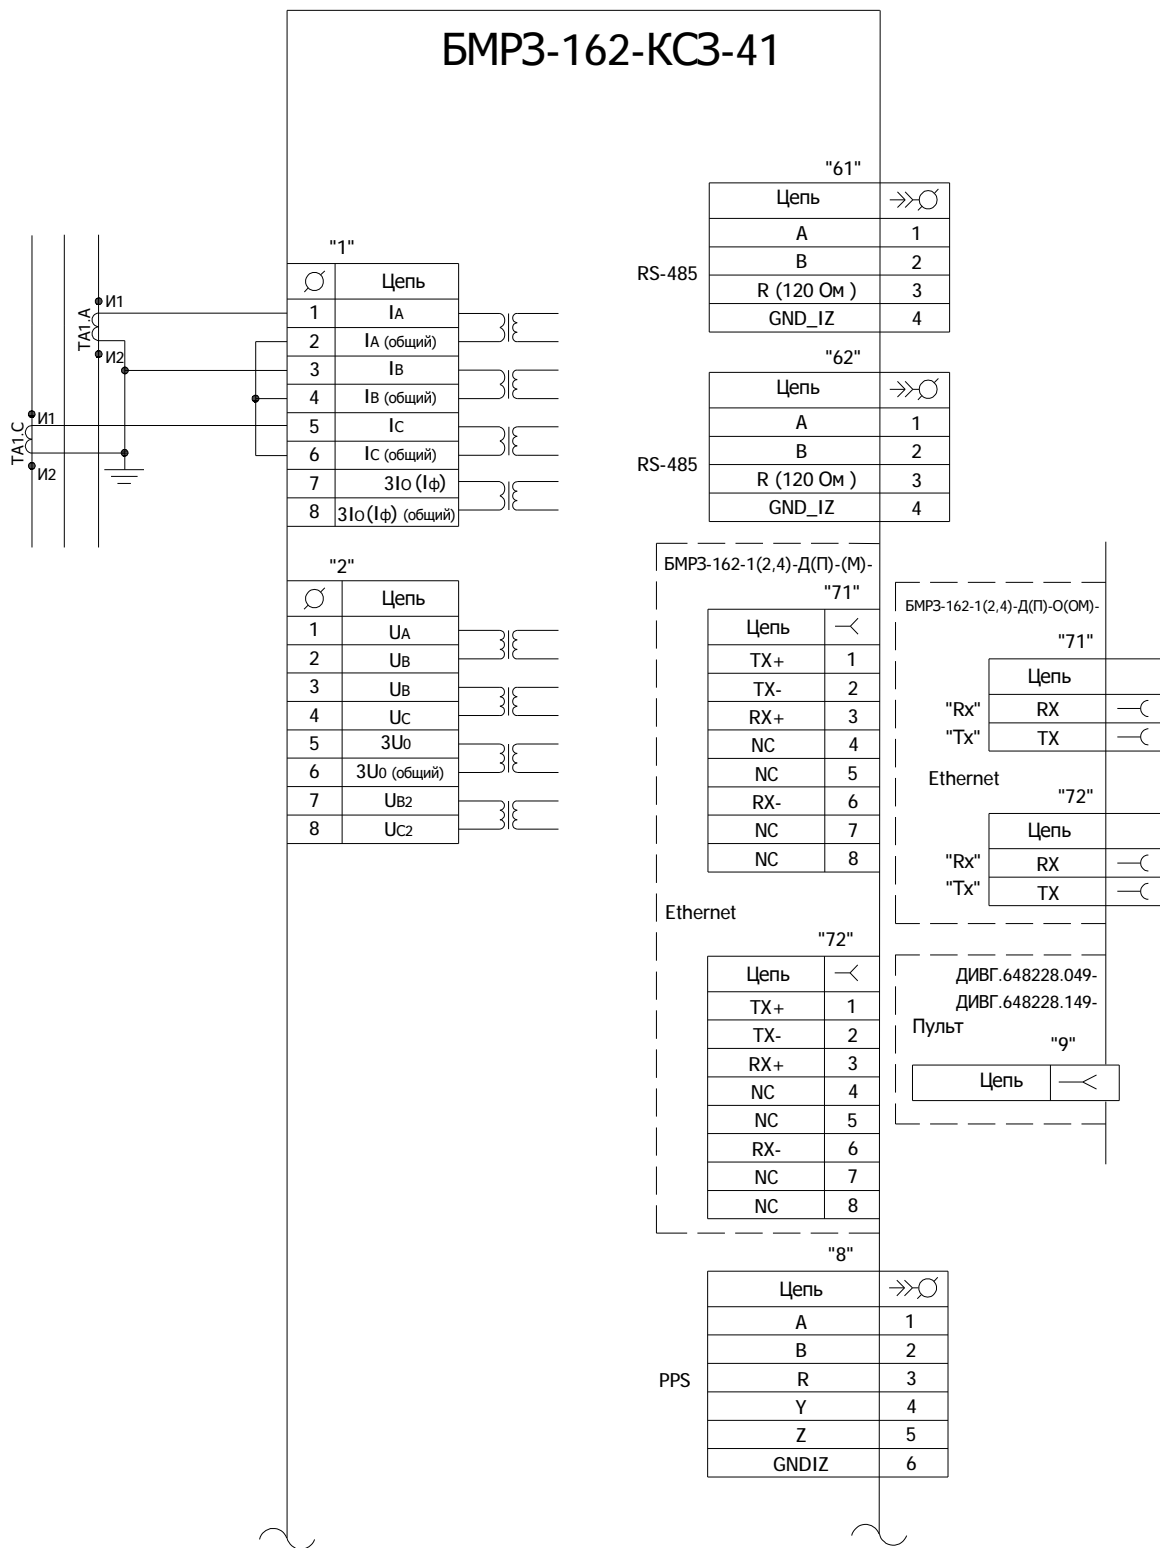 БМРЗ-162-КСЗ-41
"1"
Цепь
1 IA
2 IA (общий)
3 IB
4 IB (общий)
5 IC
6 IC (общий)
7 3IO (Iф)
8 3IO(Iф) (общий)
TA1.A
И1
И2
TA1.C
И1
И2
"2"
Цепь
1 UA
2 UB
3 UB
4 UC
5 3U0
6 3U0 (общий)
7 UB2
8 UC2
"61"
Цепь
RS-485
A 1
B 2
R (120 Ом ) 3
GND_IZ 4
"62"
Цепь
RS-485
A 1
B 2
R (120 Ом ) 3
GND_IZ 4
БМРЗ-162-1(2,4)-Д(П)-(М)-
"71"
Цепь
TX+ 1
TX- 2
RX+ 3
NC 4
NC 5
RX- 6
NC 7
NC 8
Ethernet
"72"
Цепь
TX+ 1
TX- 2
RX+ 3
NC 4
NC 5
RX- 6
NC 7
NC 8
БМРЗ-162-1(2,4)-Д(П)-О(ОМ)-
"71"
Цепь
"Rx" RX
"Tx" TX
Ethernet
"72"
Цепь
"Rx" RX
"Tx" TX
ДИВГ.648228.049-
ДИВГ.648228.149-
Пульт
"9"
Цепь
"8"
Цепь
PPS
A 1
B 2
R 3
Y 4
Z 5
GNDIZ 6